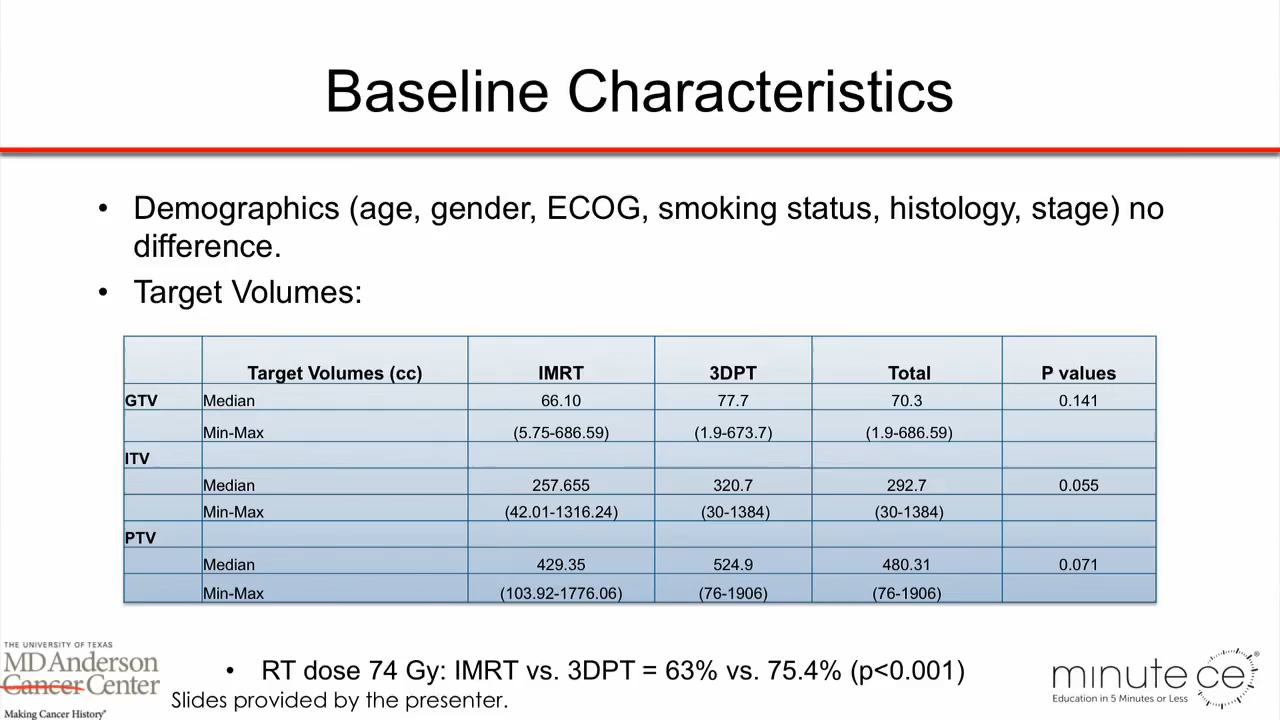 Baseline Characteristics
• Demographics (age, gender, ECOG, smoking status, histology, stage) no
difference.
• Target Volumes:
Target Volumes (cc) IMRT 3DPT Total P values
GTV Median 66.10 77.7 70.3 0.141
Min-Max (5.75-686.59) (1.9-673.7) (1.9-686.59)
ITV
Median 257.655 320.7 292.7 0.055
Min-Max (42.01-1316.24) (30-1384) (30-1384)
PTV
Median 429.35 524.9 480.31 0.071
Min-Max (103.92-1776.06) (76-1906) (76-1906)
• RT dose 74 Gy: IMRT vs. 3DPT = 63% vs. 75.4% (p<0.001)
Slides provided by the presenter.
THE UNIVERSITY OF TEXAS
MD Anderson
Cancer Center
Making Cancer History®
minute ce®
Education in 5 Minutes or Less